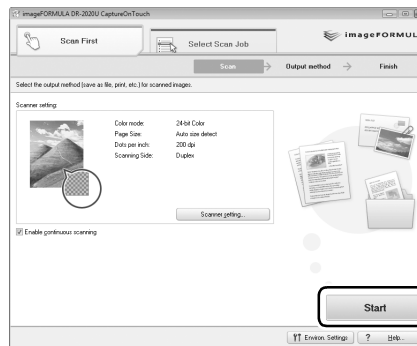 imageFORMULA DR-2020U CaptureOnTouch
Scan First
Select Scan Job
imageFORMUL
Scan
Output method
Finish
Select the output method (save as file, print, etc.) for scanned images.
Scanner setting:
Color mode: 24-bit Color
Page Size: Auto size detect
Dots per inch: 200 dpi
Scanning Side: Duplex
Scanner setting...
Enable continuous scanning
Start
Environ. Settings
? Help...